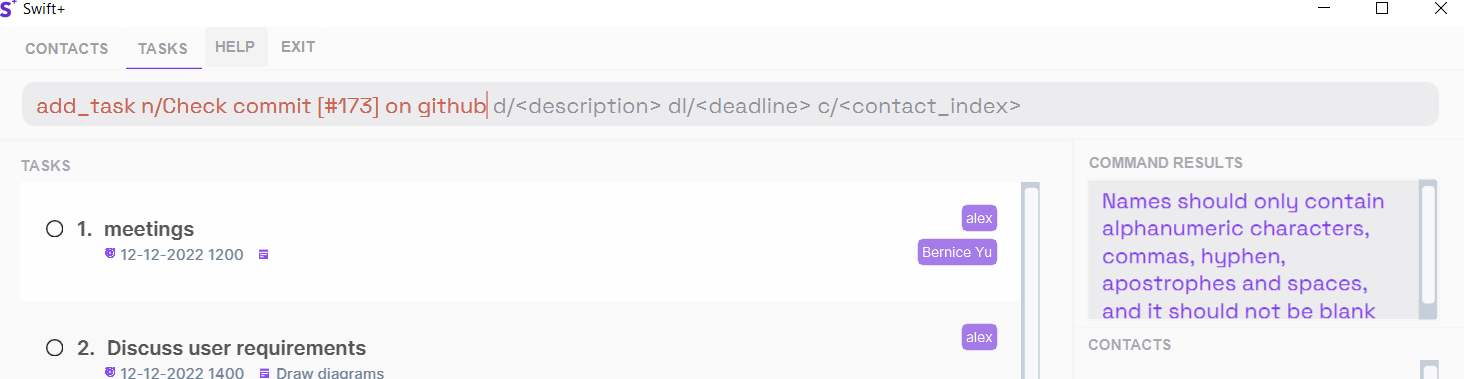 Swift+
CONTACTS TASKS HELP EXIT
add_task n/Check commit [#173] on github d/<description> dl/<deadline> c/<contact_index>
TASKS
1. meetings
12-12-2022 1200
alex
Bernice Yu
2. Discuss user requirements
12-12-2022 1400 Draw diagrams
alex
COMMAND RESULTS
Names should only contain
alphanumeric characters,
commas, hyphen,
apostrophes and spaces,
and it should not be blank
CONTACTS